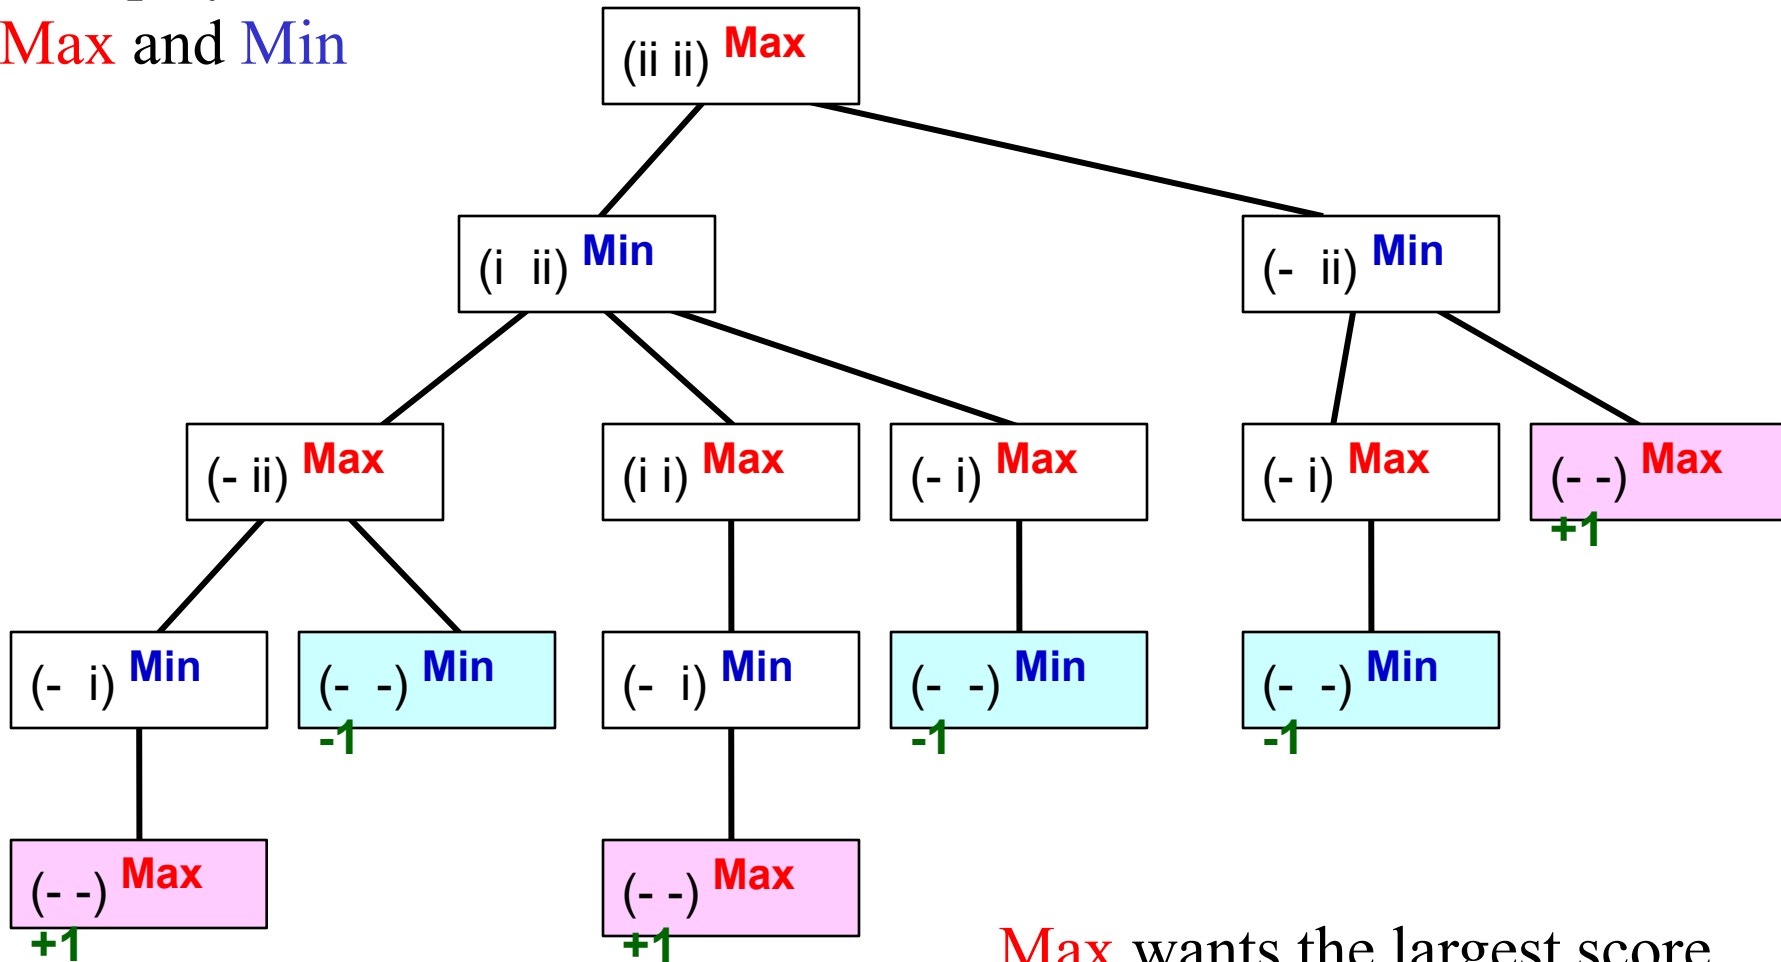 Max and Min
(ii ii) Max
(i ii) Min
(- ii) Min
(- ii) Max
(i i) Max
(- i) Max
(- i) Max
(- -) Max
+1
(- i) Min
(- -) Min
-1
(- i) Min
(- -) Min
-1
(- -) Min
-1
(- -) Max
+1
(- -) Max
+1
Max wants the largest score